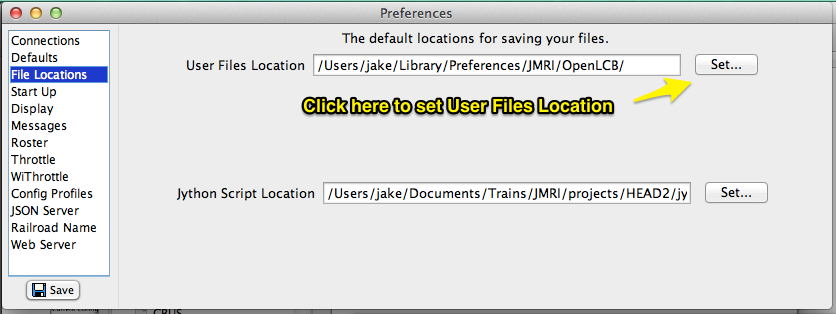 Preferences
Connections
Defaults
File Locations
Start Up
Display
Messages
Roster
Throttle
WiThrottle
Config Profiles
JSON Server
Railroad Name
Web Server
Save
The default locations for saving your files.
User Files Location /Users/jake/Library/Preferences/JMRI/OpenLCB/ Set...
Click here to set User Files Location
Jython Script Location /Users/jake/Documents/Trains/JMRI/projects/HEAD2/jy Set...